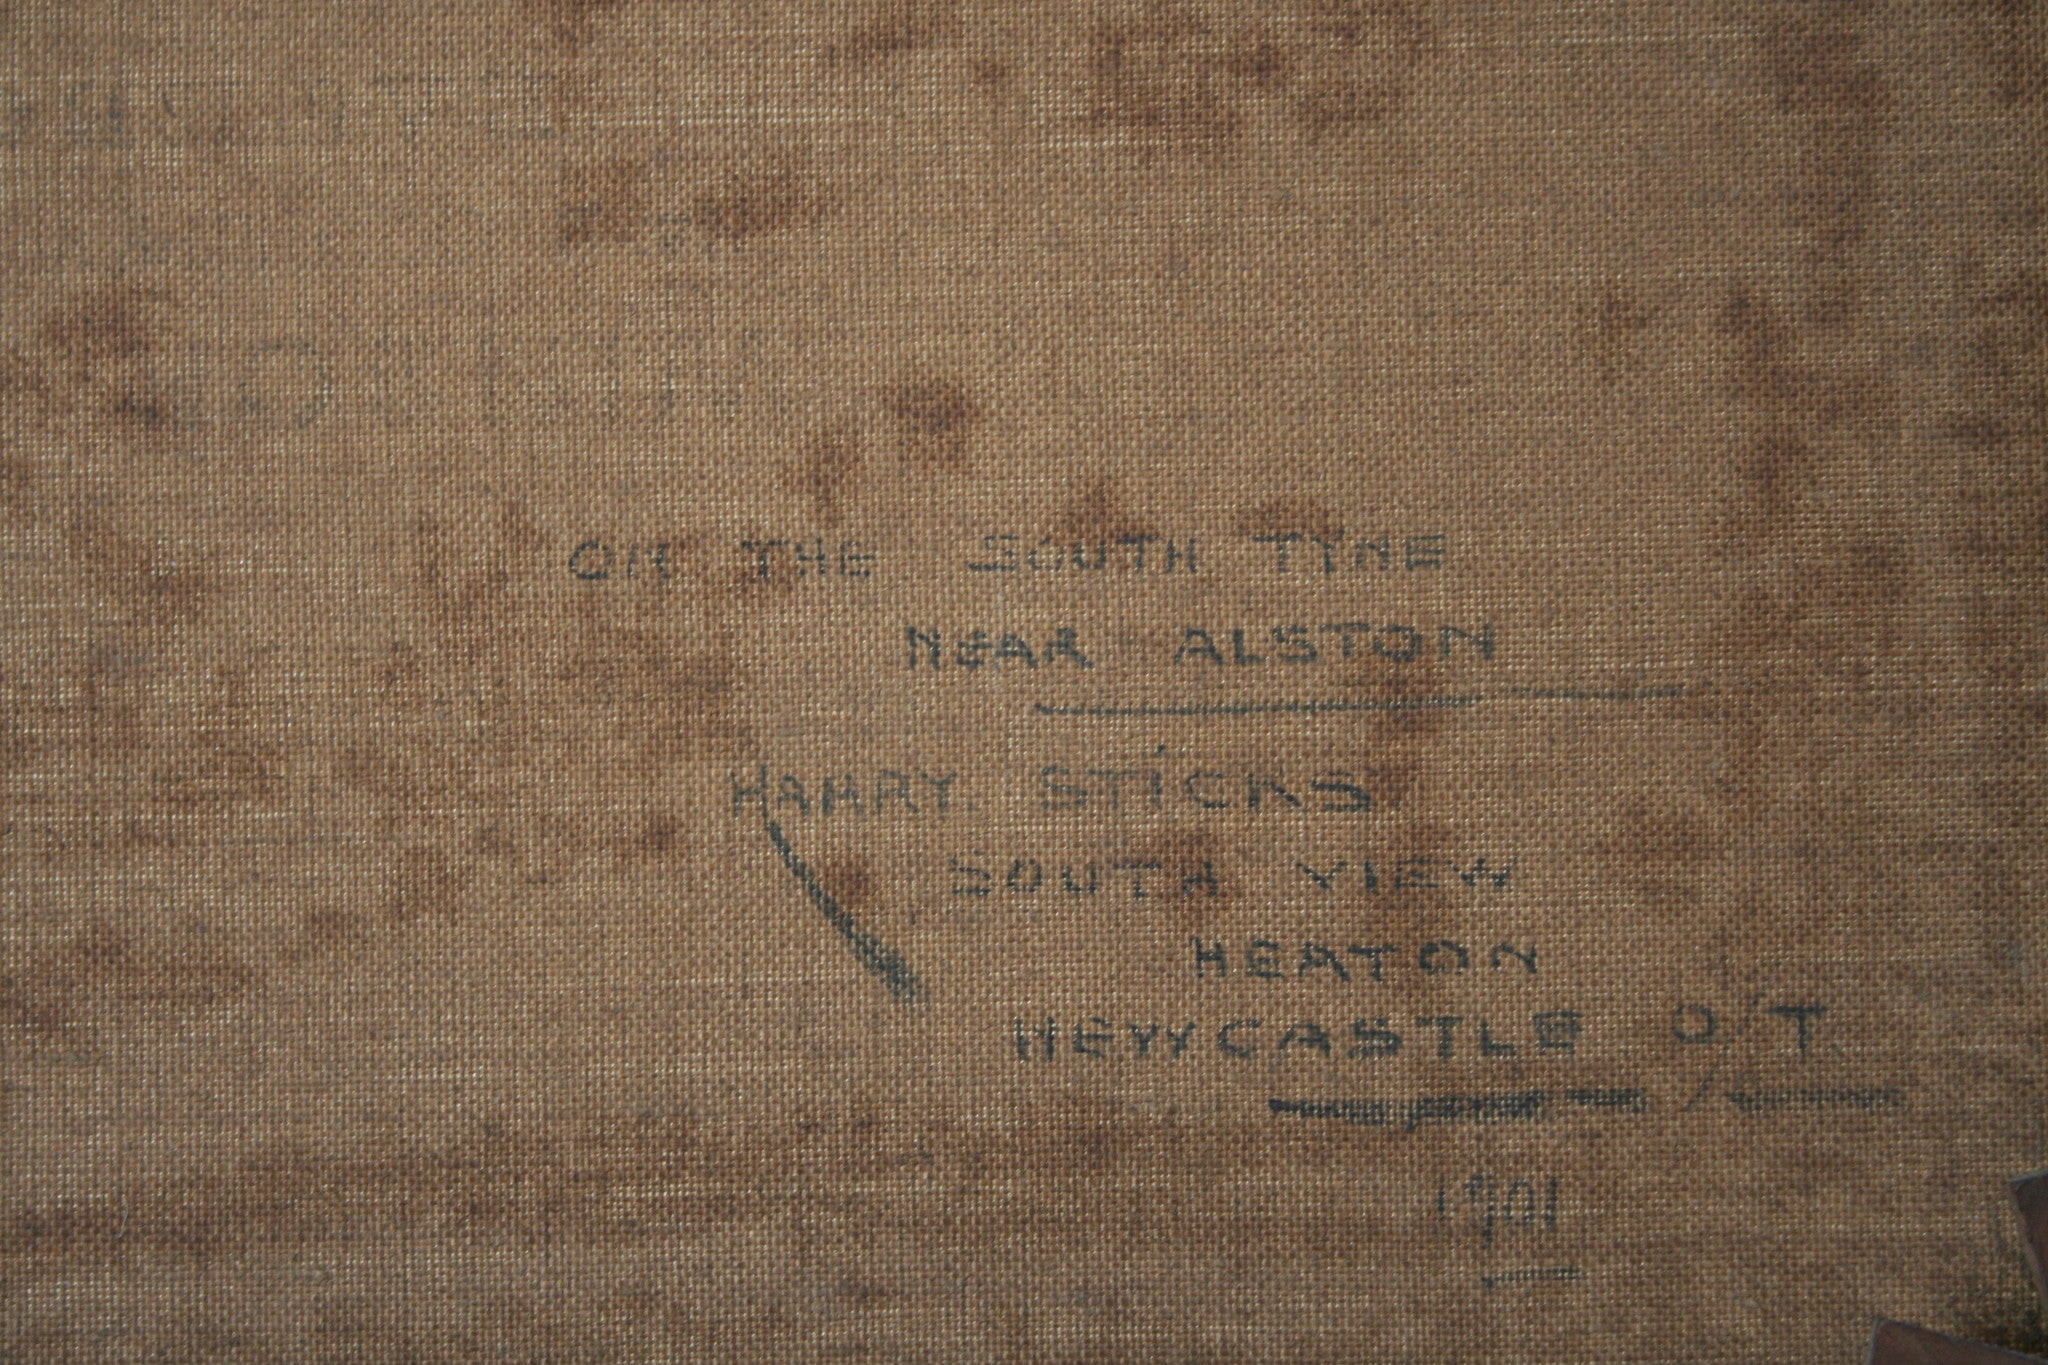 ON THE SOUTH TYNE
NEAR ALSTON
HARRY STICKS
SOUTH VIEW
HEATON
NEWCASTLE O/T
1901